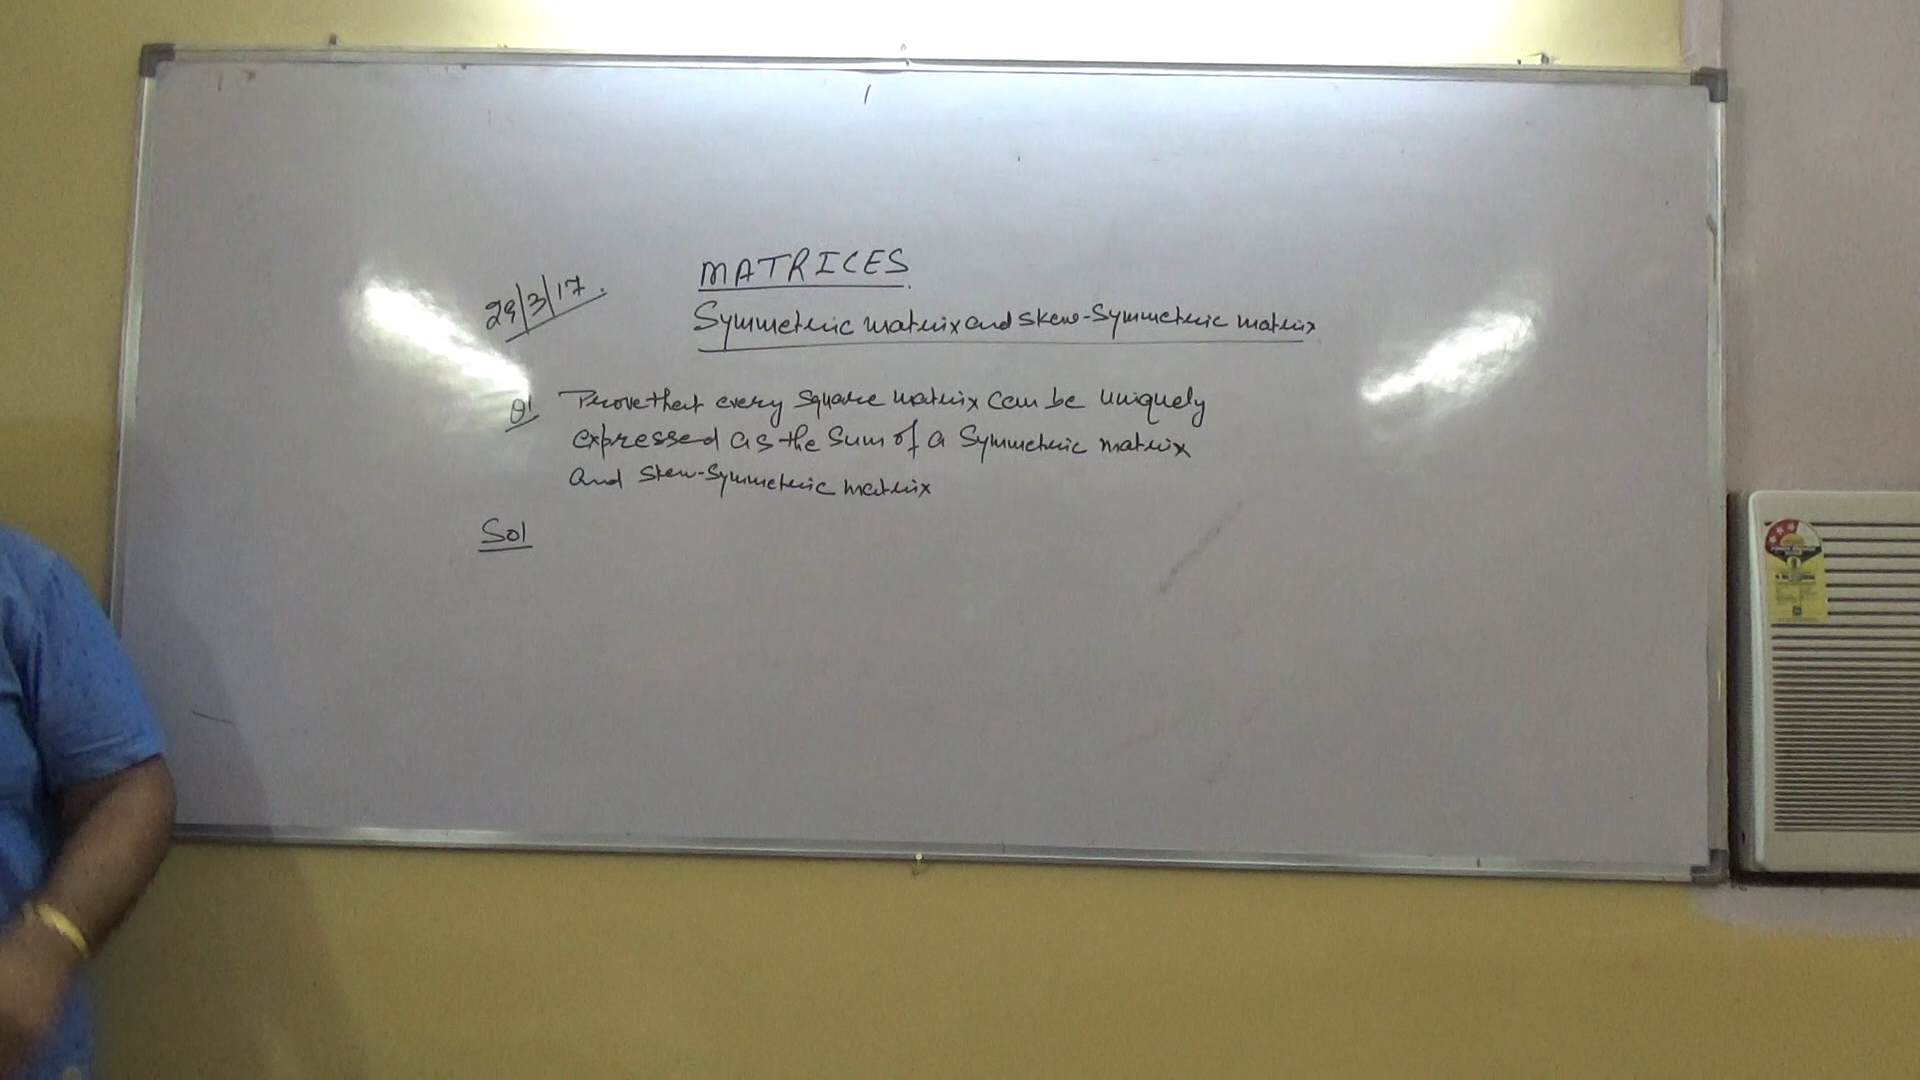 MATRICES.
29/3/17.
Symmetric matrix and skew-Symmetric matrix
Q1 Prove that every square matrix can be uniquely
expressed as the sum of a Symmetric matrix
and skew-Symmetric matrix
Sol